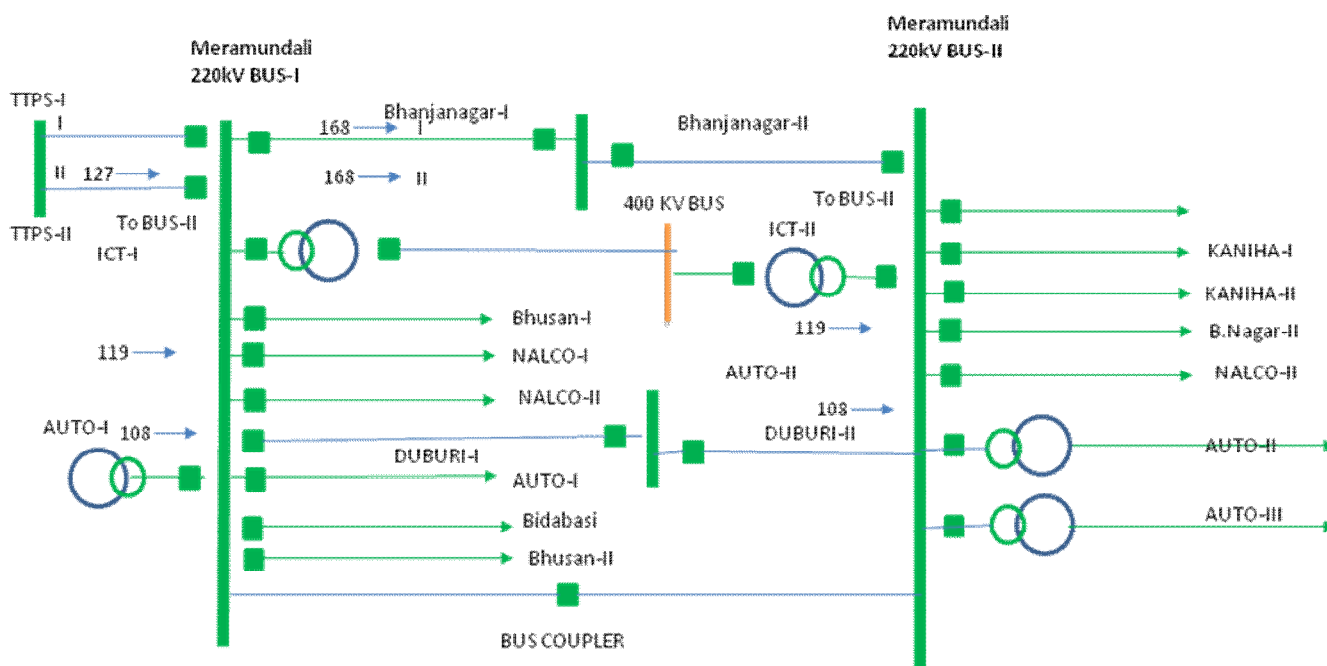 Meramundali
220kV BUS-I
Meramundali
220kV BUS-II
TTPS-I
I
II
127
TTPS-II
To BUS-II
ICT-I
168
Bhanjanagar-I
I
168
II
Bhanjanagar-II
400 KV BUS
To BUS-II
ICT-II
KANIHA-I
KANIHA-II
B.Nagar-II
NALCO-II
Bhusan-I
NALCO-I
NALCO-II
119
119
AUTO-II
108
AUTO-I
108
DUBURI-I
DUBURI-II
AUTO-I
Bidabasi
Bhusan-II
AUTO-II
AUTO-III
BUS COUPLER